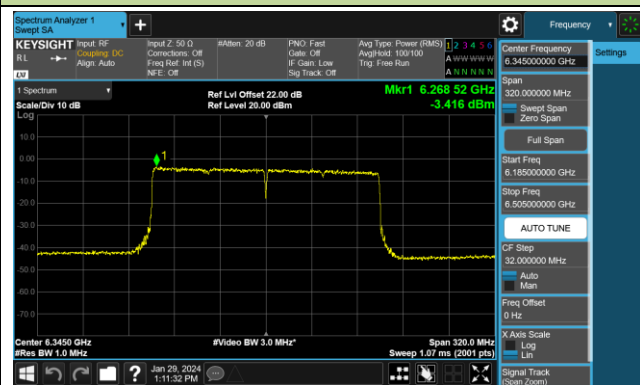 Spectrum Analyzer 1
Swept SA
Frequency
KEYSIGHT
RL
LXI
Input: RF
Coupling: DC
Align: Auto
Input Z: 50 Ω
Corrections: Off
Freq Ref: Int (S)
NFE: Off
#Atten: 20 dB
PNO: Fast
Gate: Off
IF Gain: Low
Sig Track: Off
Avg Type: Power (RMS)
Avg|Hold: 100/100
Trig: Free Run
1 2 3 4 5 6
A W W W W W
A N N N N N
1 Spectrum
Scale/Div 10 dB
Log
Ref Lvl Offset 22.00 dB
Ref Level 20.00 dBm
Mkr1 6.268 52 GHz
-3.416 dBm
1
10.0
0.00
-10.0
-20.0
-30.0
-40.0
-50.0
-60.0
-70.0
Center 6.3450 GHz
#Res BW 1.0 MHz
#Video BW 3.0 MHz*
Span 320.0 MHz
Sweep 1.07 ms (2001 pts)
Jan 29, 2024
1:11:32 PM
Center Frequency
6.345000000 GHz
Span
320.000000 MHz
Swept Span
Zero Span
Full Span
Start Freq
6.185000000 GHz
Stop Freq
6.505000000 GHz
AUTO TUNE
CF Step
32.000000 MHz
Auto
Man
Freq Offset
0 Hz
X Axis Scale
Log
Lin
Signal Track
(Span Zoom)
Settings